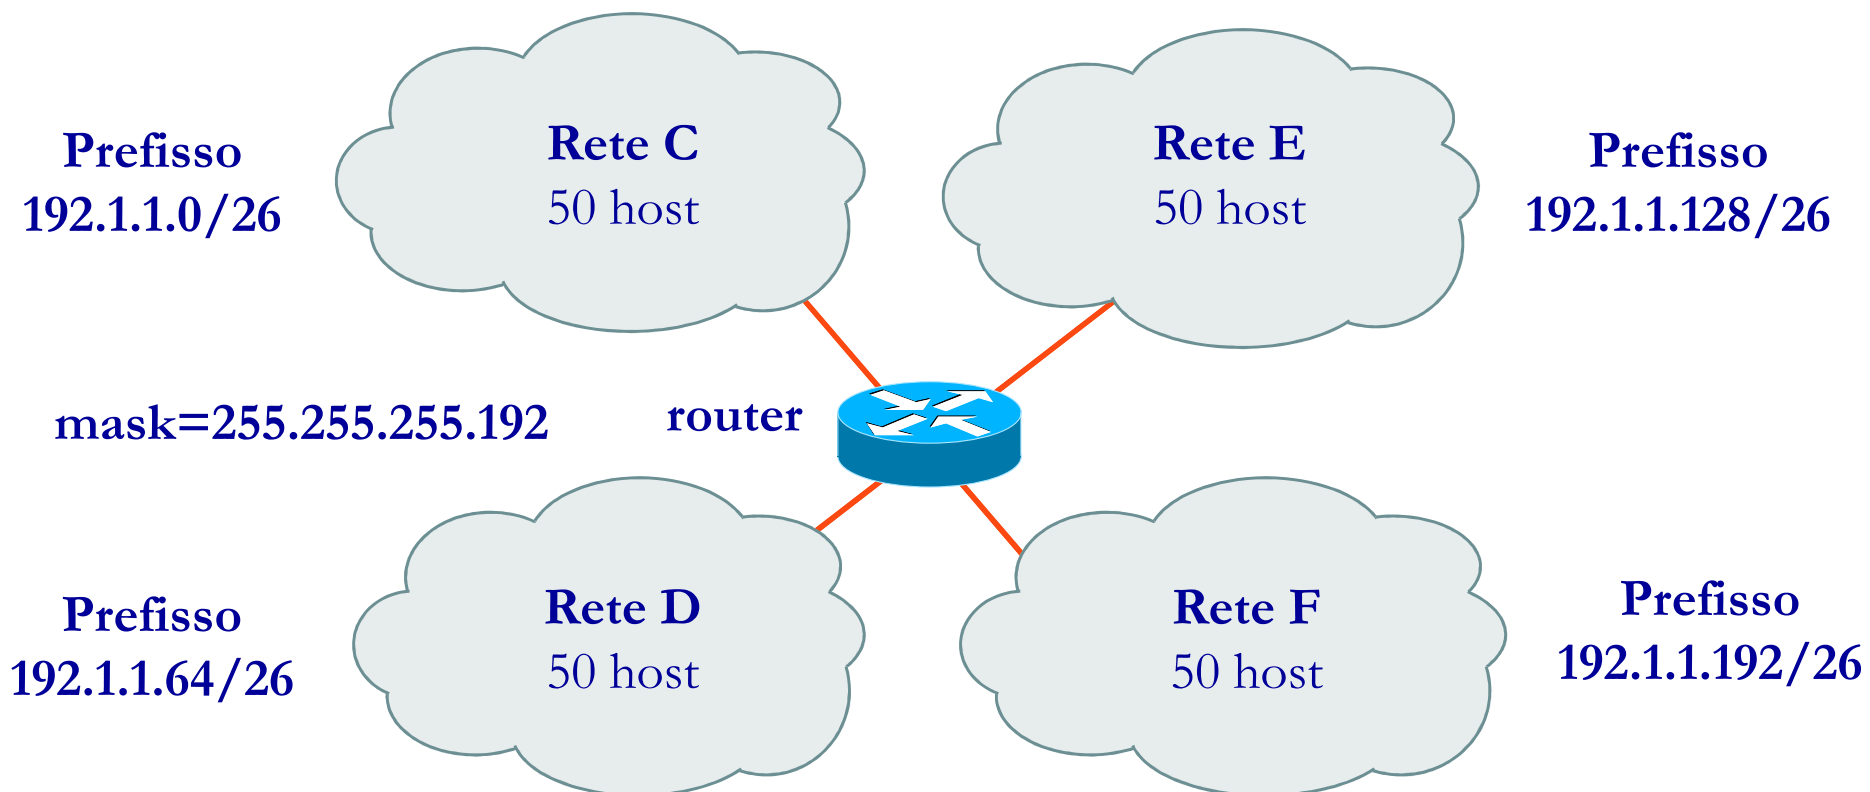 Prefisso
192.1.1.0/26
Rete C
50 host
Rete E
50 host
Prefisso
192.1.1.128/26
mask=255.255.255.192
router
Prefisso
192.1.1.64/26
Rete D
50 host
Rete F
50 host
Prefisso
192.1.1.192/26